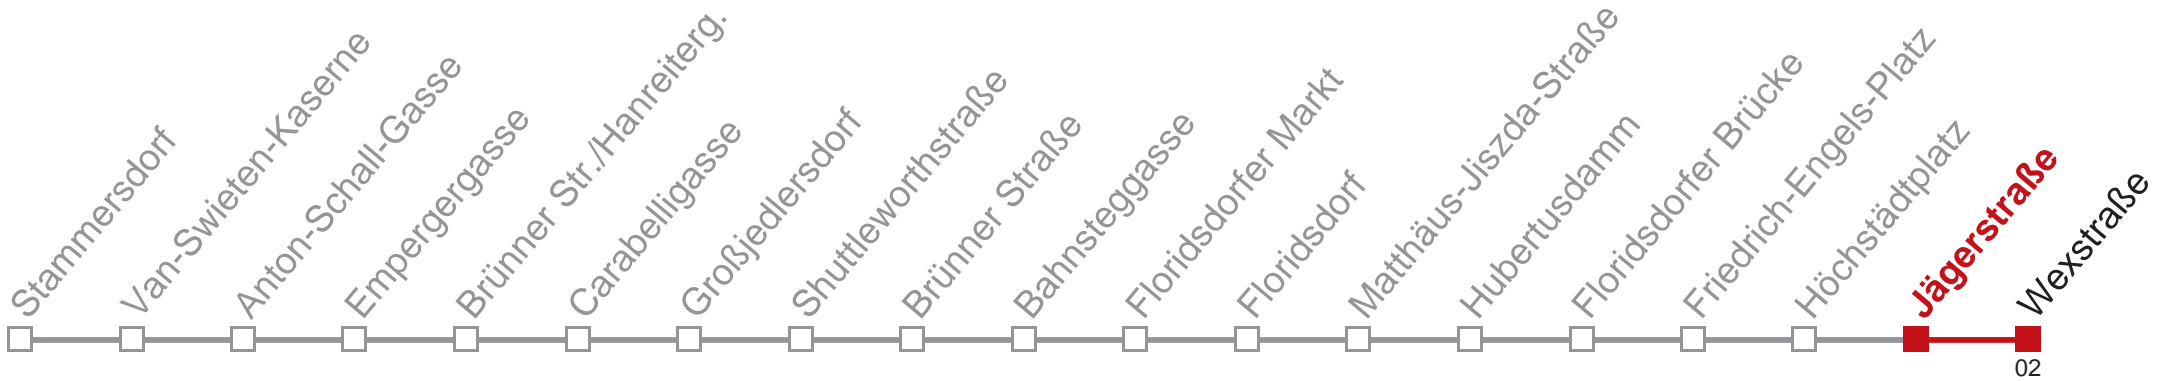 Stammersdorf
Van-Swieten-Kaserne
Anton-Schall-Gasse
Empergergasse
Brünner Str./Hanreiterg.
Carabelligasse
Großjedlersdorf
Shuttleworthstraße
Brünner Straße
Bahnsteggasse
Floridsdorfer Markt
Floridsdorf
Matthäus-Jiszda-Straße
Hubertusdamm
Floridsdorfer Brücke
Friedrich-Engels-Platz
Höchstädtplatz
Jägerstraße
Wexstraße
02